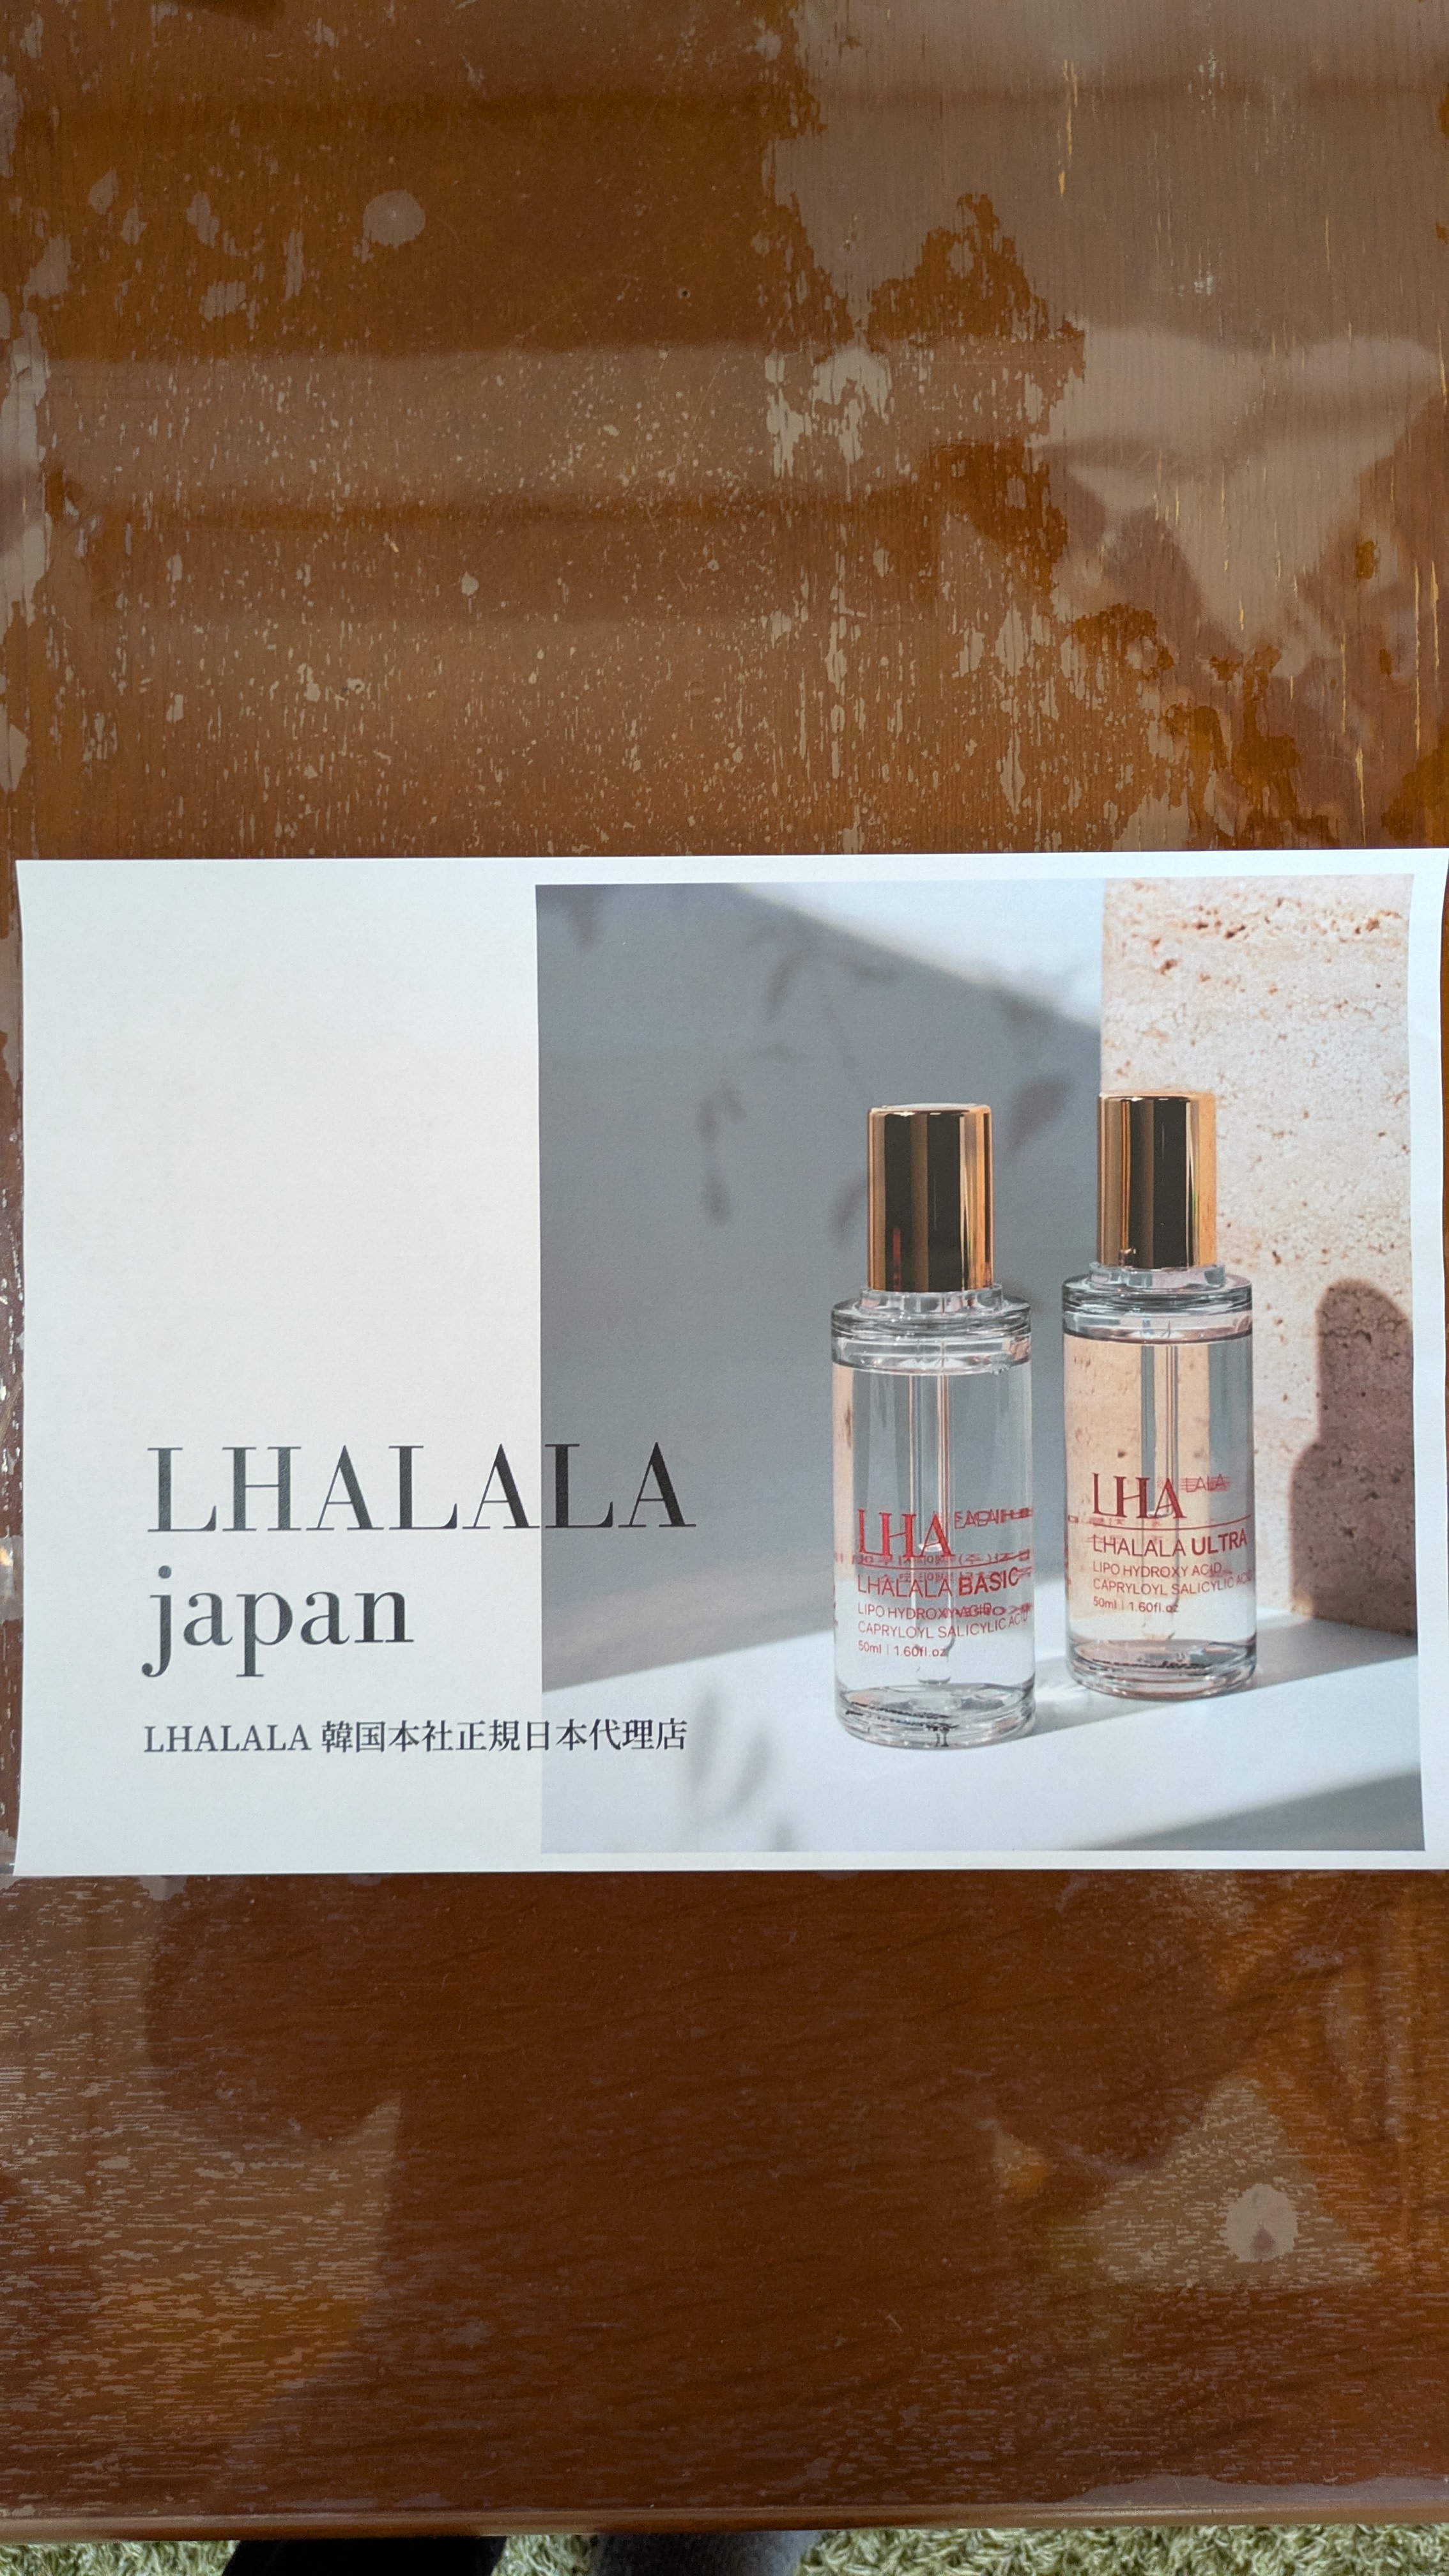 LHALALA
japan
LHALALA 韓国本社正規日本代理店
LHA
LHALALA BASIC
LIPO HYDROXY ACID
CAPRYLOYL SALICYLIC ACID
50ml | 1.60fl.oz
LHA LALA
LHALALA ULTRA
LIPO HYDROXY ACID
CAPRYLOYL SALICYLIC ACID
50ml | 1.60fl.oz